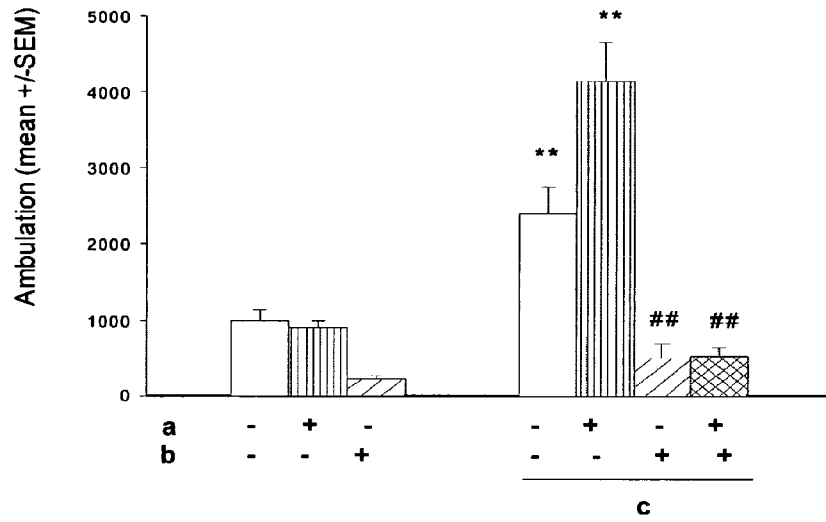 Ambulation (mean +/-SEM)
5000
4000
3000
2000
1000
0
**
**
##
##
a - + - - + - +
b - - + - - + +
c